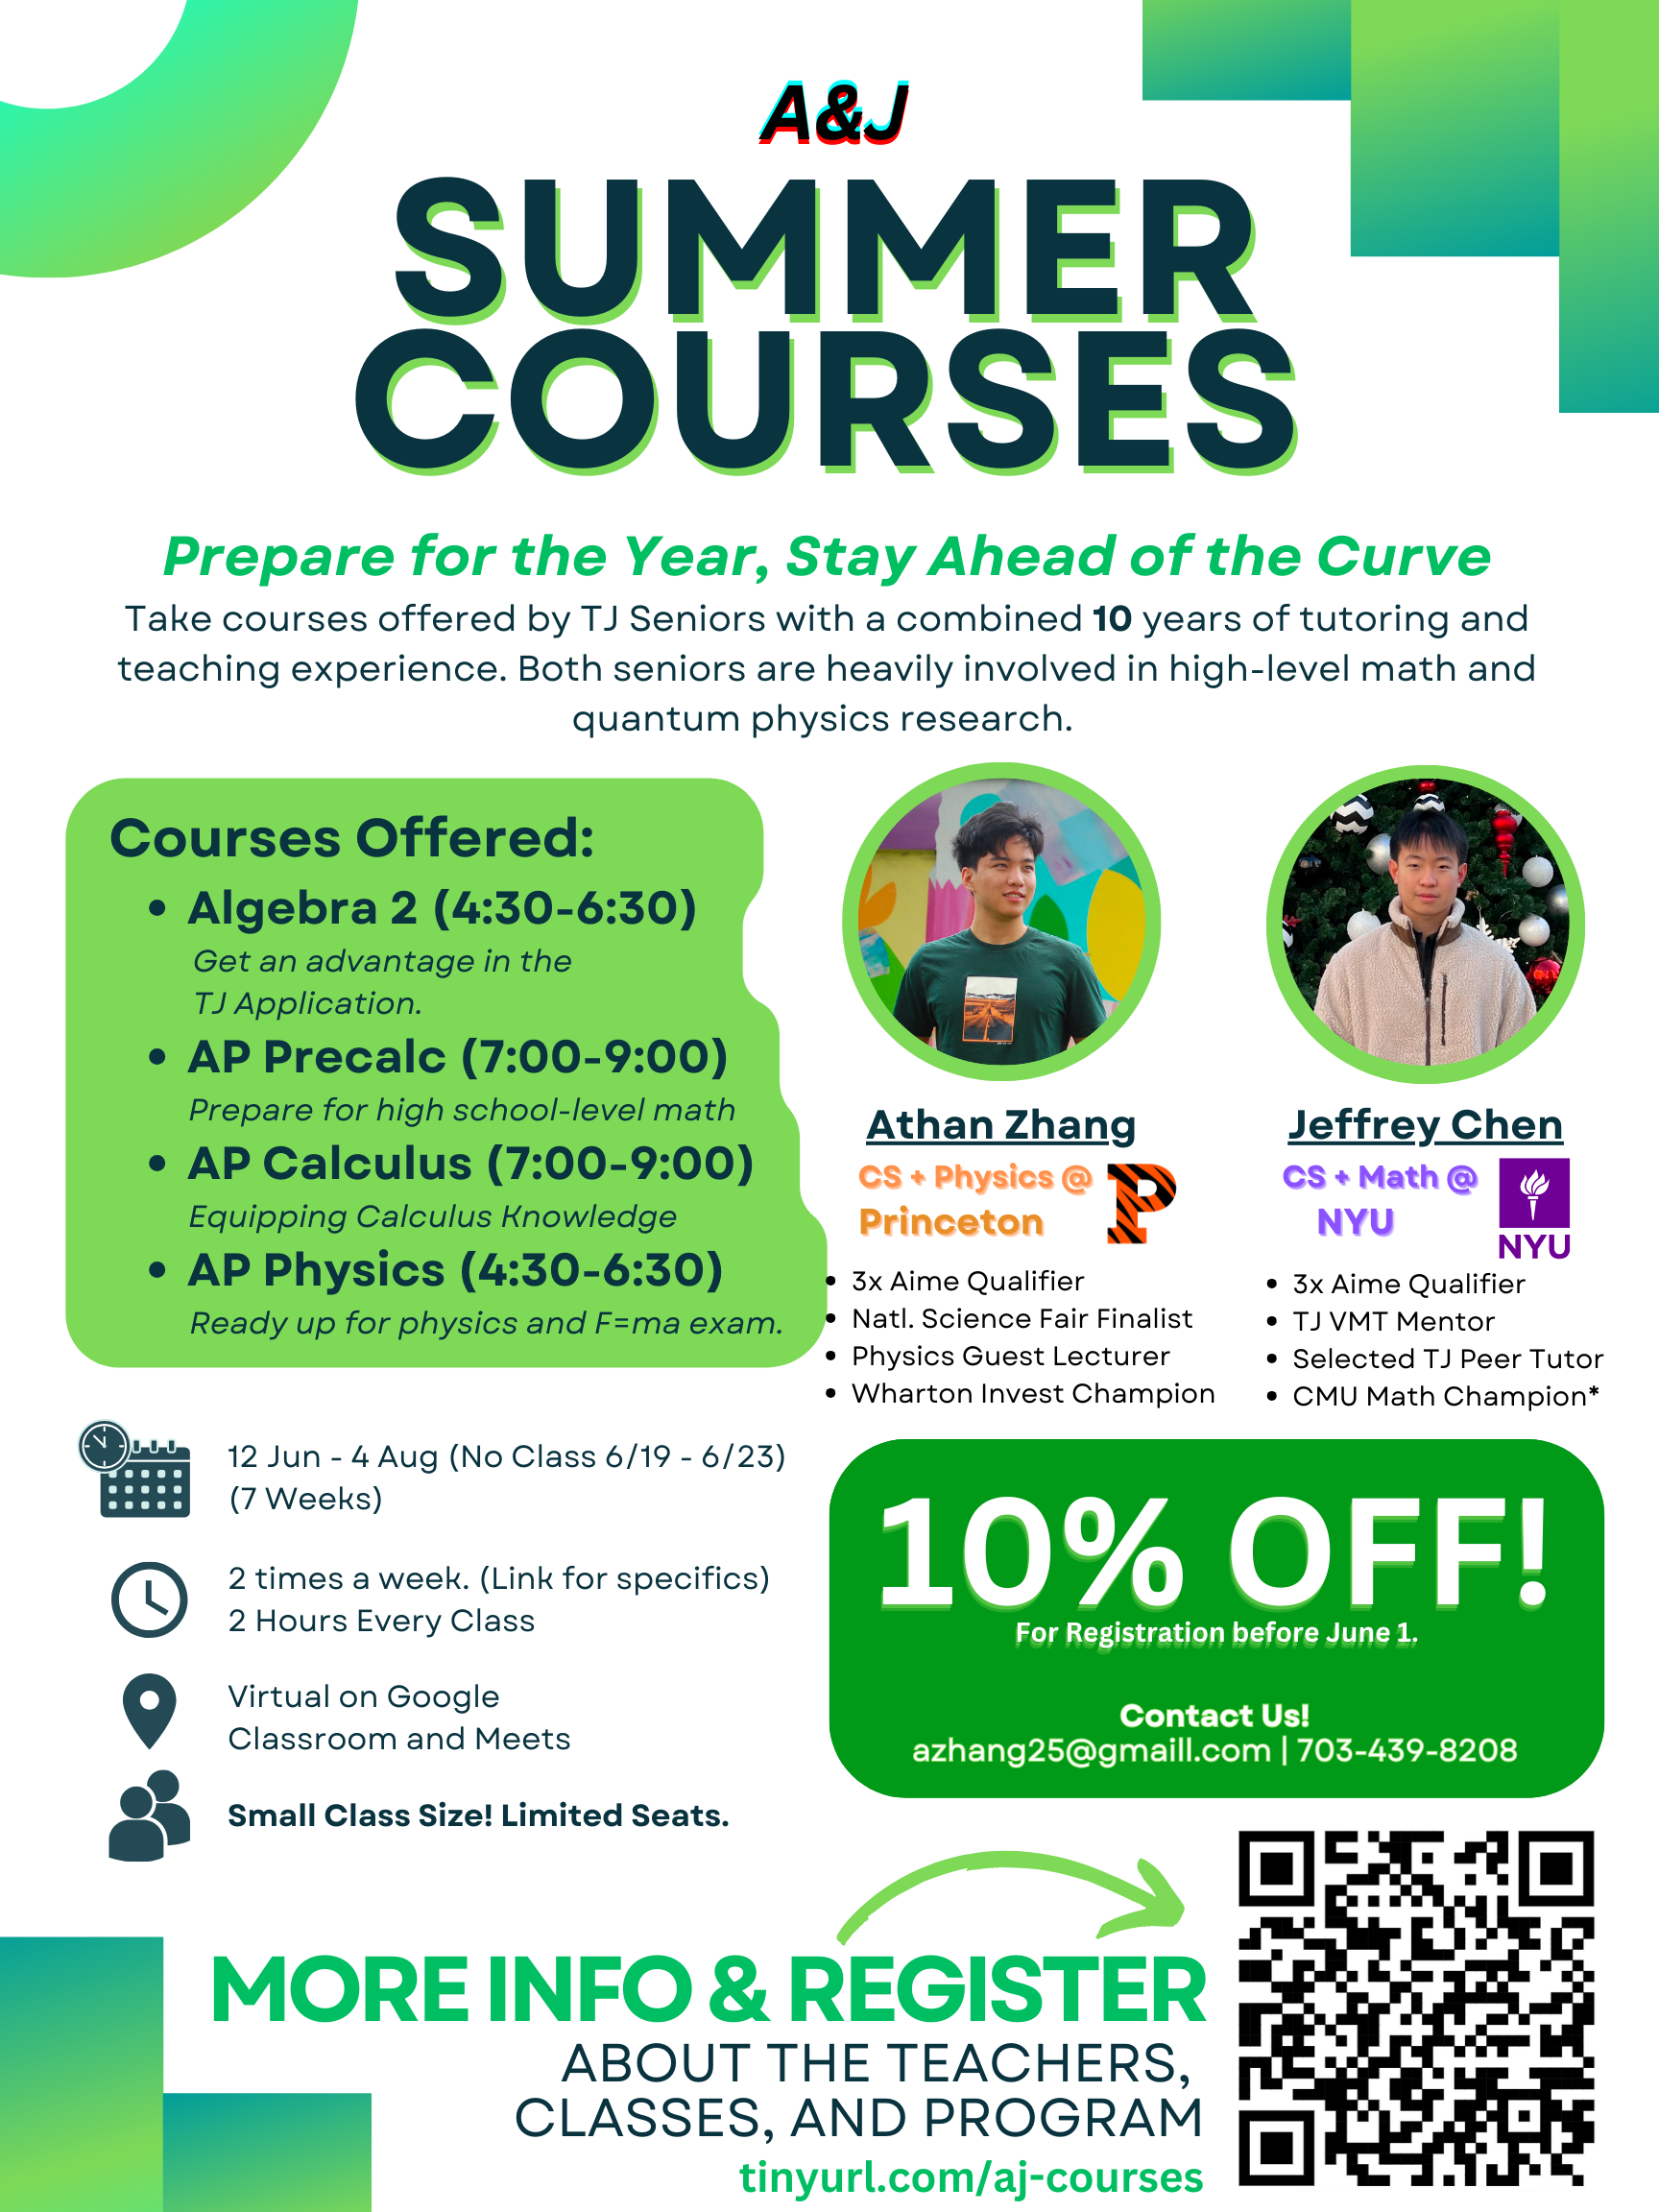 A&J
SUMMER
COURSES
Prepare for the Year, Stay Ahead of the Curve
Take courses offered by TJ Seniors with a combined 10 years of tutoring and
teaching experience. Both seniors are heavily involved in high-level math and
quantum physics research.
Courses Offered:
• Algebra 2 (4:30-6:30)
Get an advantage in the
TJ Application.
• AP Precalc (7:00-9:00)
Prepare for high school-level math
• AP Calculus (7:00-9:00)
Equipping Calculus Knowledge
• AP Physics (4:30-6:30)
Ready up for physics and F=ma exam.
Athan Zhang
CS + Physics @
Princeton
P
• 3x Aime Qualifier
• Natl. Science Fair Finalist
• Physics Guest Lecturer
• Wharton Invest Champion
Jeffrey Chen
CS + Math @
NYU
NYU
• 3x Aime Qualifier
• TJ VMT Mentor
• Selected TJ Peer Tutor
• CMU Math Champion*
12 Jun - 4 Aug (No Class 6/19 - 6/23)
(7 Weeks)
2 times a week. (Link for specifics)
2 Hours Every Class
Virtual on Google
Classroom and Meets
Small Class Size! Limited Seats.
10% OFF!
For Registration before June 1.
Contact Us!
azhang25@gmaill.com | 703-439-8208
MORE INFO & REGISTER
ABOUT THE TEACHERS,
CLASSES, AND PROGRAM
tinyurl.com/aj-courses